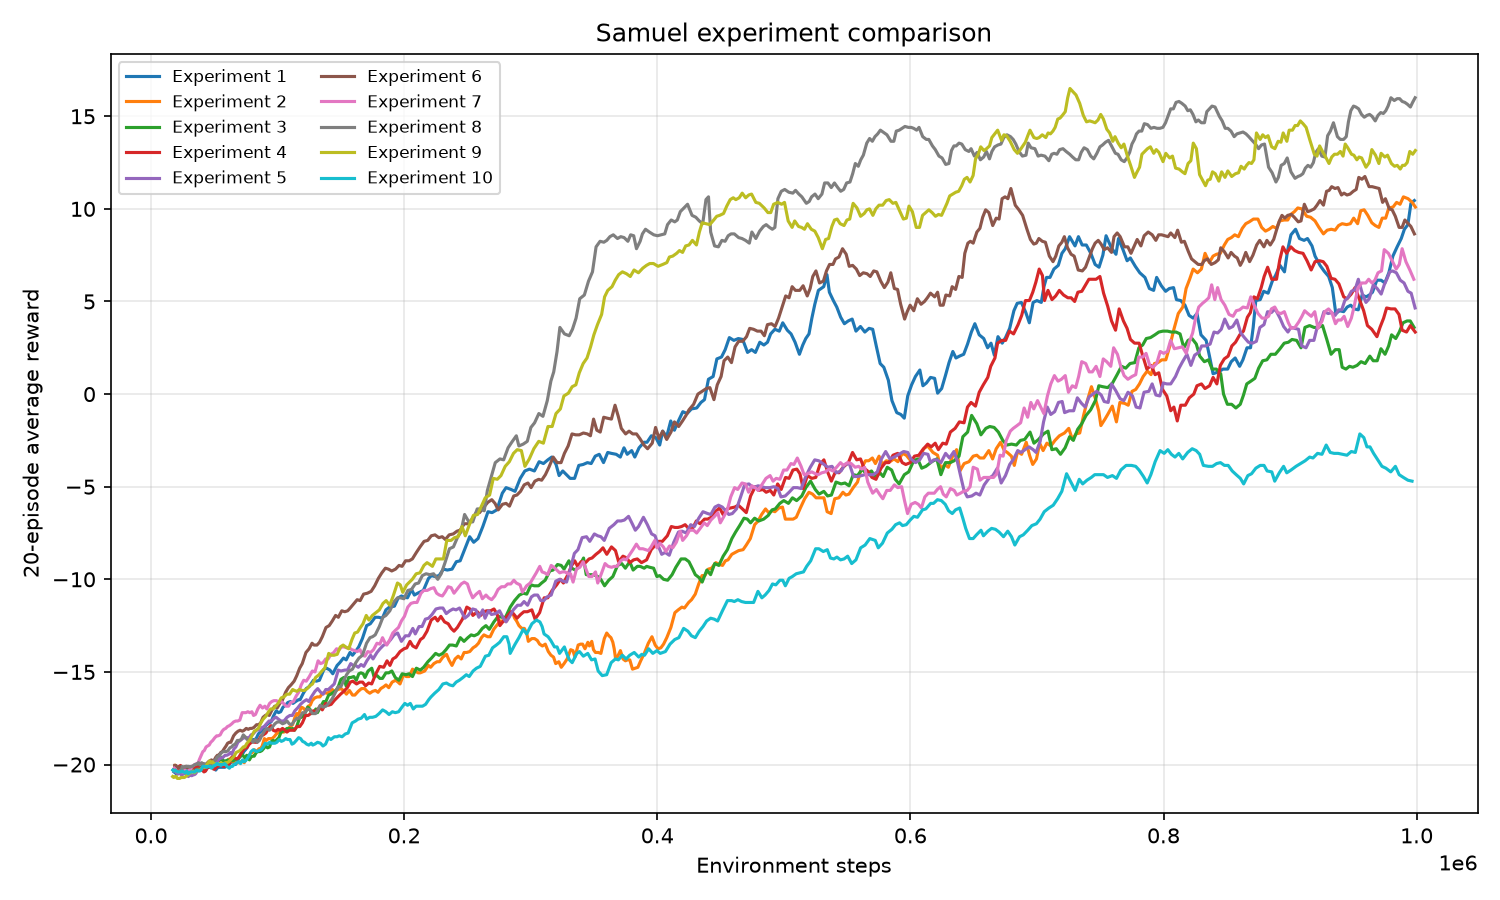 Samuel experiment comparison
Experiment 1
Experiment 2
Experiment 3
Experiment 4
Experiment 5
Experiment 6
Experiment 7
Experiment 8
Experiment 9
Experiment 10
20-episode average reward
15
10
5
0
−5
−10
−15
−20
0.0 0.2 0.4 0.6 0.8 1.0
1e6
Environment steps